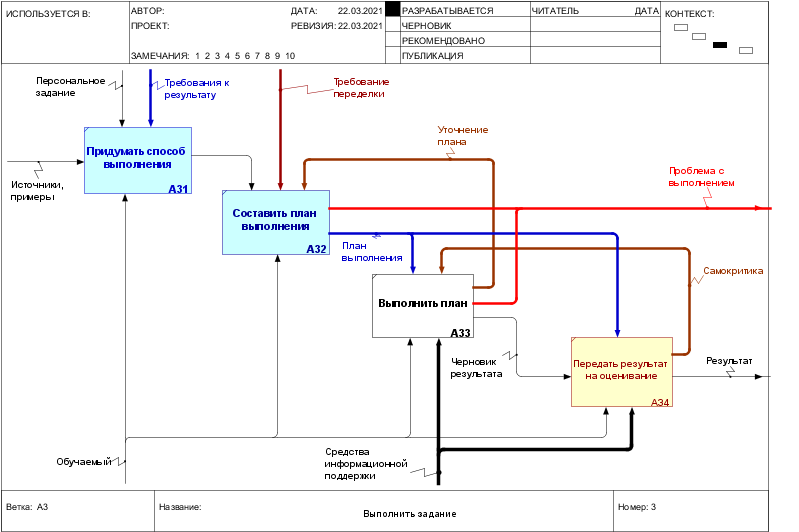 ИСПОЛЬЗУЕТСЯ В:
АВТОР:
ДАТА: 22.03.2021
РАЗРАБАТЫВАЕТСЯ
ЧИТАТЕЛЬ
ДАТА
КОНТЕКСТ:
ПРОЕКТ:
РЕВИЗИЯ: 22.03.2021
ЧЕРНОВИК
РЕКОМЕНДОВАНО
ЗАМЕЧАНИЯ: 1 2 3 4 5 6 7 8 9 10
ПУБЛИКАЦИЯ
Персональное
задание
Требования к
результату
Требование
переделки
Уточнение
плана
Придумать способ
выполнения
A31
Источники,
примеры
Проблема с
выполнением
Составить план
выполнения
A32
План
выполнения
Самокритика
Выполнить план
A33
Черновик
результата
Передать результат
на оценивание
A34
Результат
Обучаемый
Средства
информационной
поддержки
Ветка: A3
Название:
Выполнить задание
Номер: 3